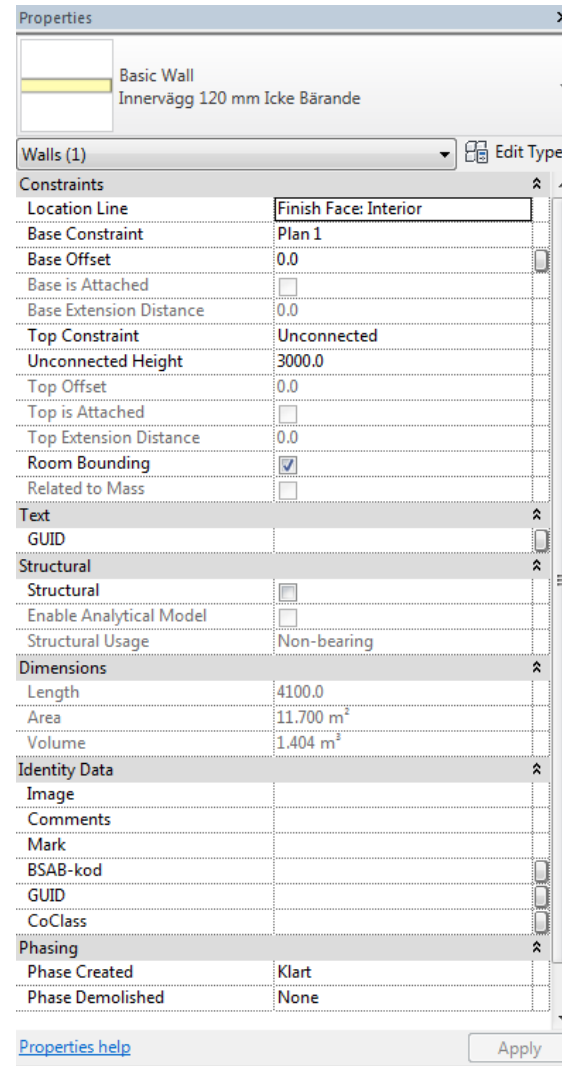 Properties
Basic Wall
Innervägg 120 mm Icke Bärande
Walls (1) Edit Type
Constraints
Location Line Finish Face: Interior
Base Constraint Plan 1
Base Offset 0.0
Base is Attached
Base Extension Distance 0.0
Top Constraint Unconnected
Unconnected Height 3000.0
Top Offset 0.0
Top is Attached
Top Extension Distance 0.0
Room Bounding
Related to Mass
Text
GUID
Structural
Structural
Enable Analytical Model
Structural Usage Non-bearing
Dimensions
Length 4100.0
Area 11.700 m²
Volume 1.404 m³
Identity Data
Image
Comments
Mark
BSAB-kod
GUID
CoClass
Phasing
Phase Created Klart
Phase Demolished None
Properties help Apply